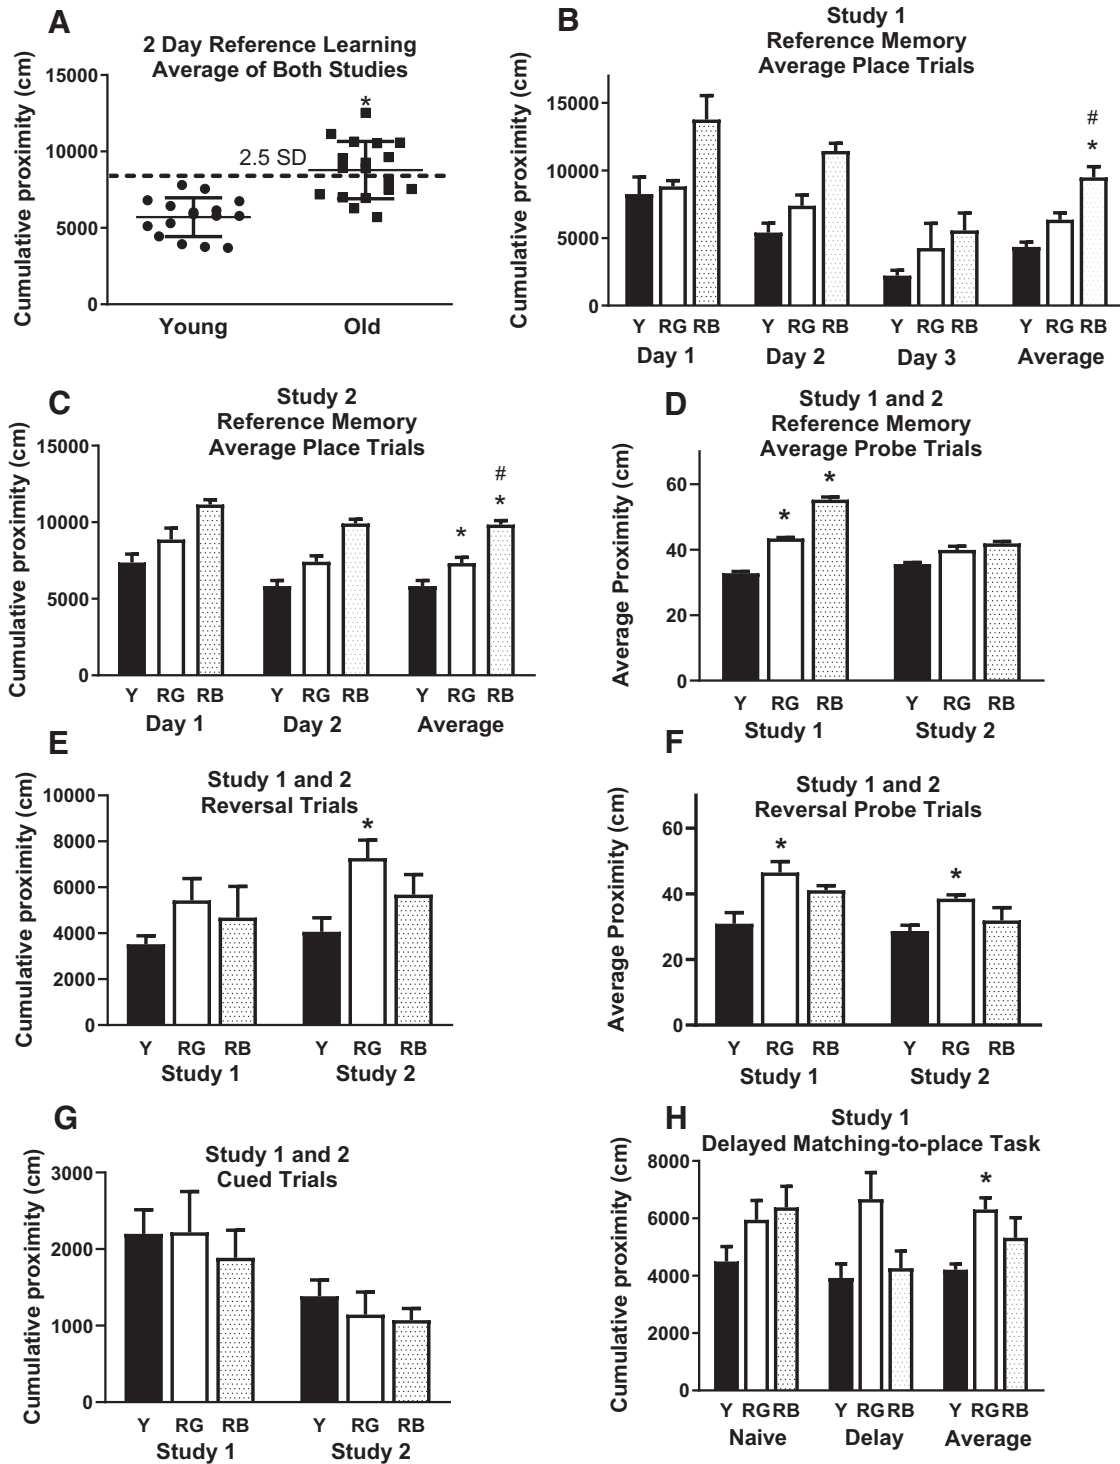 A
2 Day Reference Learning
Average of Both Studies
Cumulative proximity (cm)
15000
10000
5000
0
2.5 SD
*
Young Old
B
Study 1
Reference Memory
Average Place Trials
Cumulative proximity (cm)
15000
10000
5000
0
#
*
Y RG RB Y RG RB Y RG RB Y RG RB
Day 1 Day 2 Day 3 Average
C
Study 2
Reference Memory
Average Place Trials
Cumulative proximity (cm)
15000
10000
5000
0
#
* *
Y RG RB Y RG RB Y RG RB
Day 1 Day 2 Average
D
Study 1 and 2
Reference Memory
Average Probe Trials
Average Proximity (cm)
60
40
20
0
* *
Y RG RB Y RG RB
Study 1 Study 2
E
Study 1 and 2
Reversal Trials
Cumulative proximity (cm)
10000
8000
6000
4000
2000
0
*
Y RG RB Y RG RB
Study 1 Study 2
F
Study 1 and 2
Reversal Probe Trials
Average Proximity (cm)
60
40
20
0
* *
Y RG RB Y RG RB
Study 1 Study 2
G
Study 1 and 2
Cued Trials
Cumulative proximity (cm)
3000
2000
1000
0
Y RG RB Y RG RB
Study 1 Study 2
H
Study 1
Delayed Matching-to-place Task
Cumulative proximity (cm)
8000
6000
4000
2000
0
*
Y RG RB Y RG RB Y RG RB
Naive Delay Average